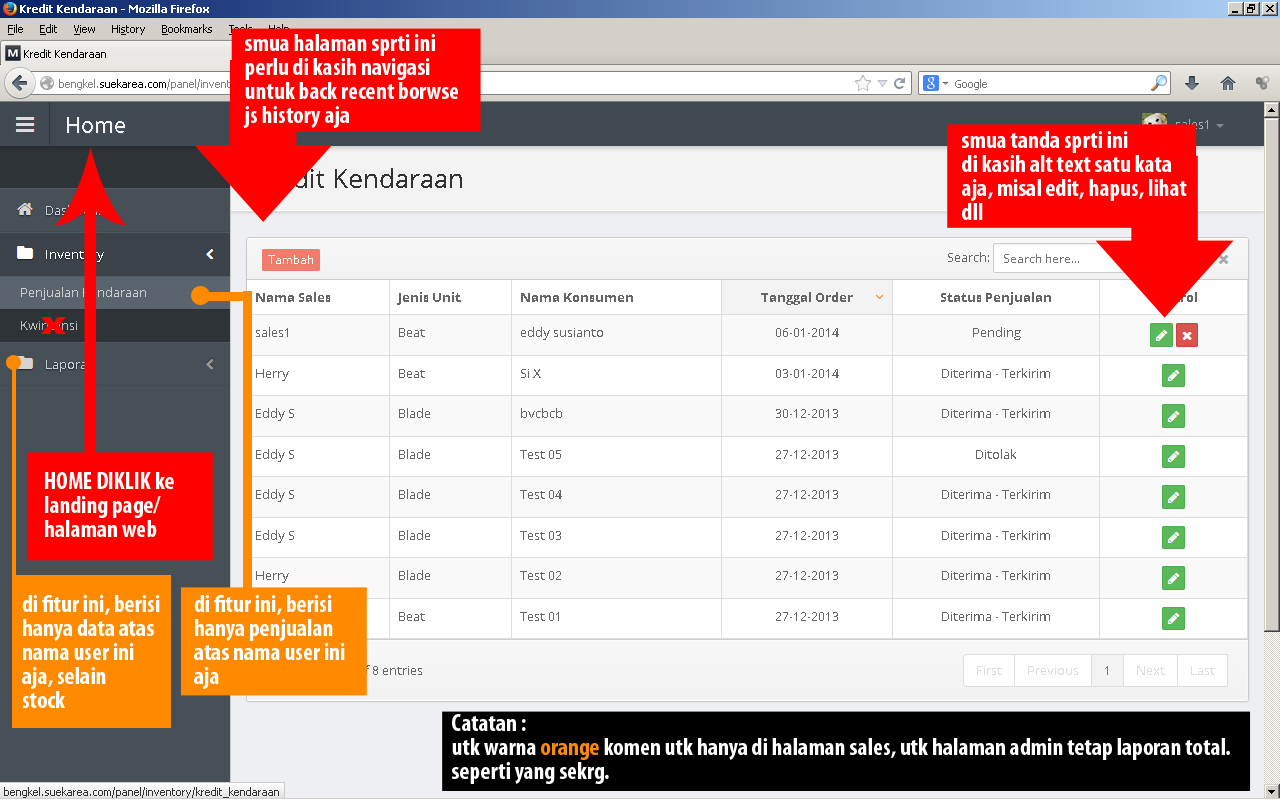 Kredit Kendaraan - Mozilla Firefox
File Edit View History Bookmarks Tools Help
Kredit Kendaraan
bengkel.suekarea.com/panel/invent
Google
smua halaman sprti ini
perlu di kasih navigasi
untuk back recent borwse
js history aja
Home
sales1
smua tanda sprti ini
di kasih alt text satu kata
aja, misal edit, hapus, lihat
dll
Kendaraan
Inventory
Penjualan Kendaraan
Tambah
Search: Search here...
Nama Sales Jenis Unit Nama Konsumen Tanggal Order Status Penjualan
sales1 Beat eddy susianto 06-01-2014 Pending
Herry Beat Si X 03-01-2014 Diterima - Terkirim
Eddy S Blade bvcbcb 30-12-2013 Diterima - Terkirim
Eddy S Blade Test 05 27-12-2013 Ditolak
Eddy S Blade Test 04 27-12-2013 Diterima - Terkirim
Eddy S Blade Test 03 27-12-2013 Diterima - Terkirim
Herry Blade Test 02 27-12-2013 Diterima - Terkirim
Beat Test 01 27-12-2013 Diterima - Terkirim
of 8 entries
First Previous 1 Next Last
HOME DIKLIK ke
landing page/
halaman web
di fitur ini, berisi
hanya data atas
nama user ini
aja, selain
stock
di fitur ini, berisi
hanya penjualan
atas nama user ini
aja
Catatan :
utk warna orange komen utk hanya di halaman sales, utk halaman admin tetap laporan total.
seperti yang sekrg.
bengkel.suekarea.com/panel/inventory/kredit_kendaraan